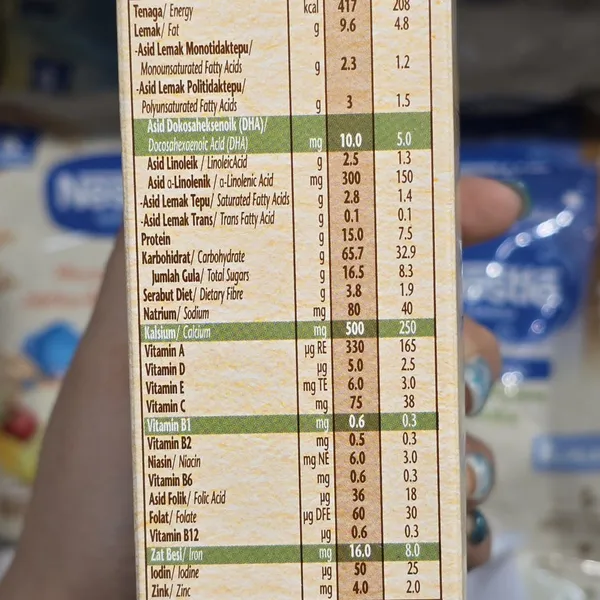 Tenaga/ Energy kcal 417 208
Lemak/ Fat g 9.6 4.8
-Asid Lemak Monotidaktepu/
Monounsaturated Fatty Acids g 2.3 1.2
-Asid Lemak Politidaktepu/
Polyunsaturated Fatty Acids g 3 1.5
Asid Dokosaheksenoik (DHA)/
Docosahexaenoic Acid (DHA) mg 10.0 5.0
Asid Linoleik / LinoleicAcid g 2.5 1.3
Asid α-Linolenik / α-Linolenic Acid mg 300 150
-Asid Lemak Tepu/ Saturated Fatty Acids g 2.8 1.4
-Asid Lemak Trans/ Trans Fatty Acid g 0.1 0.1
Protein g 15.0 7.5
Karbohidrat/ Carbohydrate g 65.7 32.9
Jumlah Gula/ Total Sugars g 16.5 8.3
Serabut Diet/ Dietary Fibre g 3.8 1.9
Natrium/ Sodium mg 80 40
Kalsium/ Calcium mg 500 250
Vitamin A µg RE 330 165
Vitamin D µg 5.0 2.5
Vitamin E mg TE 6.0 3.0
Vitamin C mg 75 38
Vitamin B1 mg 0.6 0.3
Vitamin B2 mg 0.5 0.3
Niasin/ Niacin mg NE 6.0 3.0
Vitamin B6 mg 0.6 0.3
Asid Folik/ Folic Acid µg 36 18
Folat/ Folate µg DFE 60 30
Vitamin B12 µg 0.6 0.3
Zat Besi/ Iron mg 16.0 8.0
Iodin/ Iodine µg 50 25
Zink/ Zinc mg 4.0 2.0